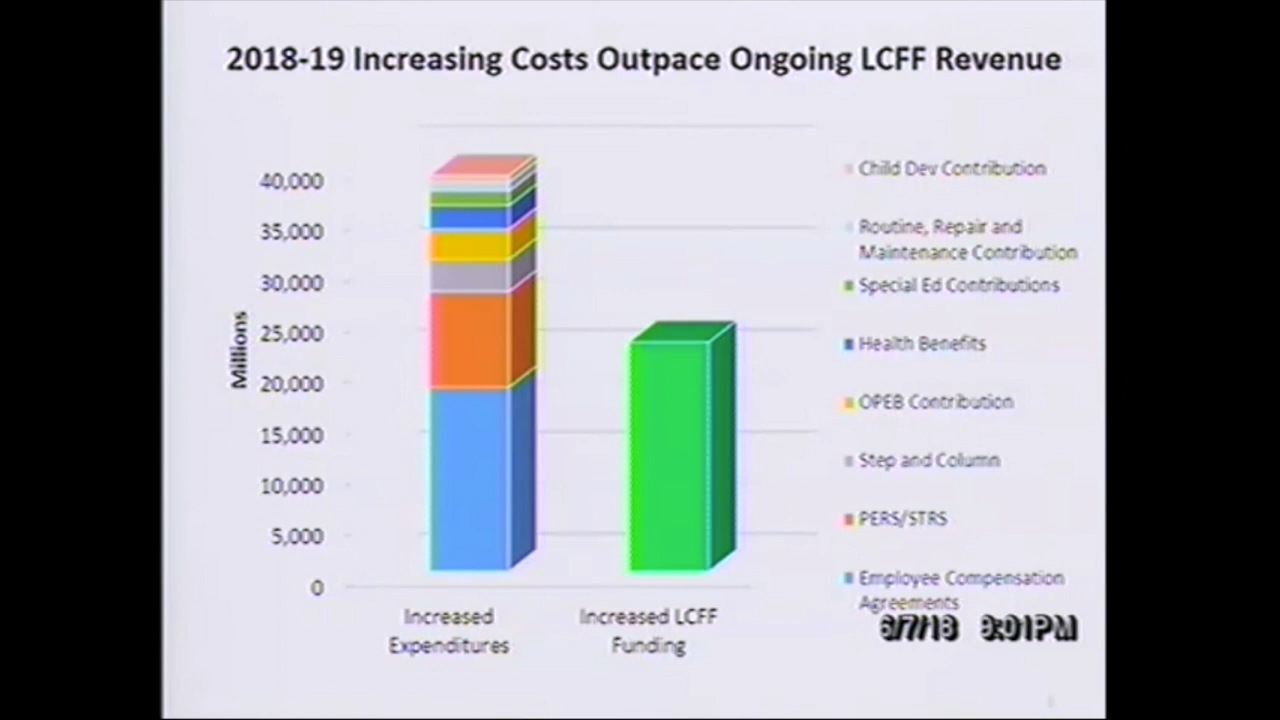 2018-19 Increasing Costs Outpace Ongoing LCFF Revenue
Millions
40,000
35,000
30,000
25,000
20,000
15,000
10,000
5,000
0
Increased
Expenditures
Increased LCFF
Funding
Child Dev Contribution
Routine, Repair and
Maintenance Contribution
Special Ed Contributions
Health Benefits
OPEB Contribution
Step and Column
PERS/STRS
Employee Compensation
Agreements
6/7/18 9:01PM